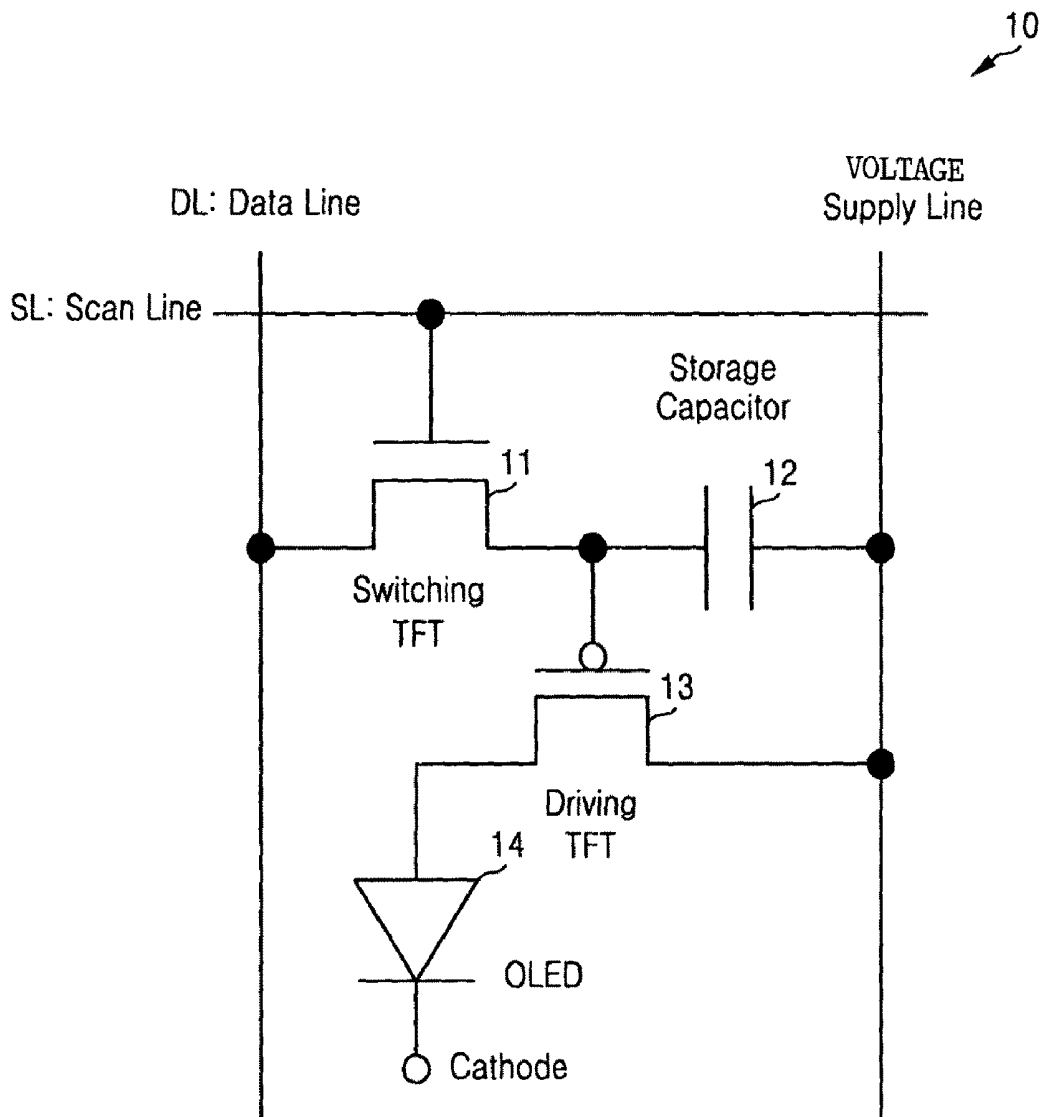 10
VOLTAGE
Supply Line
DL: Data Line
SL: Scan Line
Storage
Capacitor
11
12
Switching
TFT
13
Driving
TFT
14
OLED
Cathode